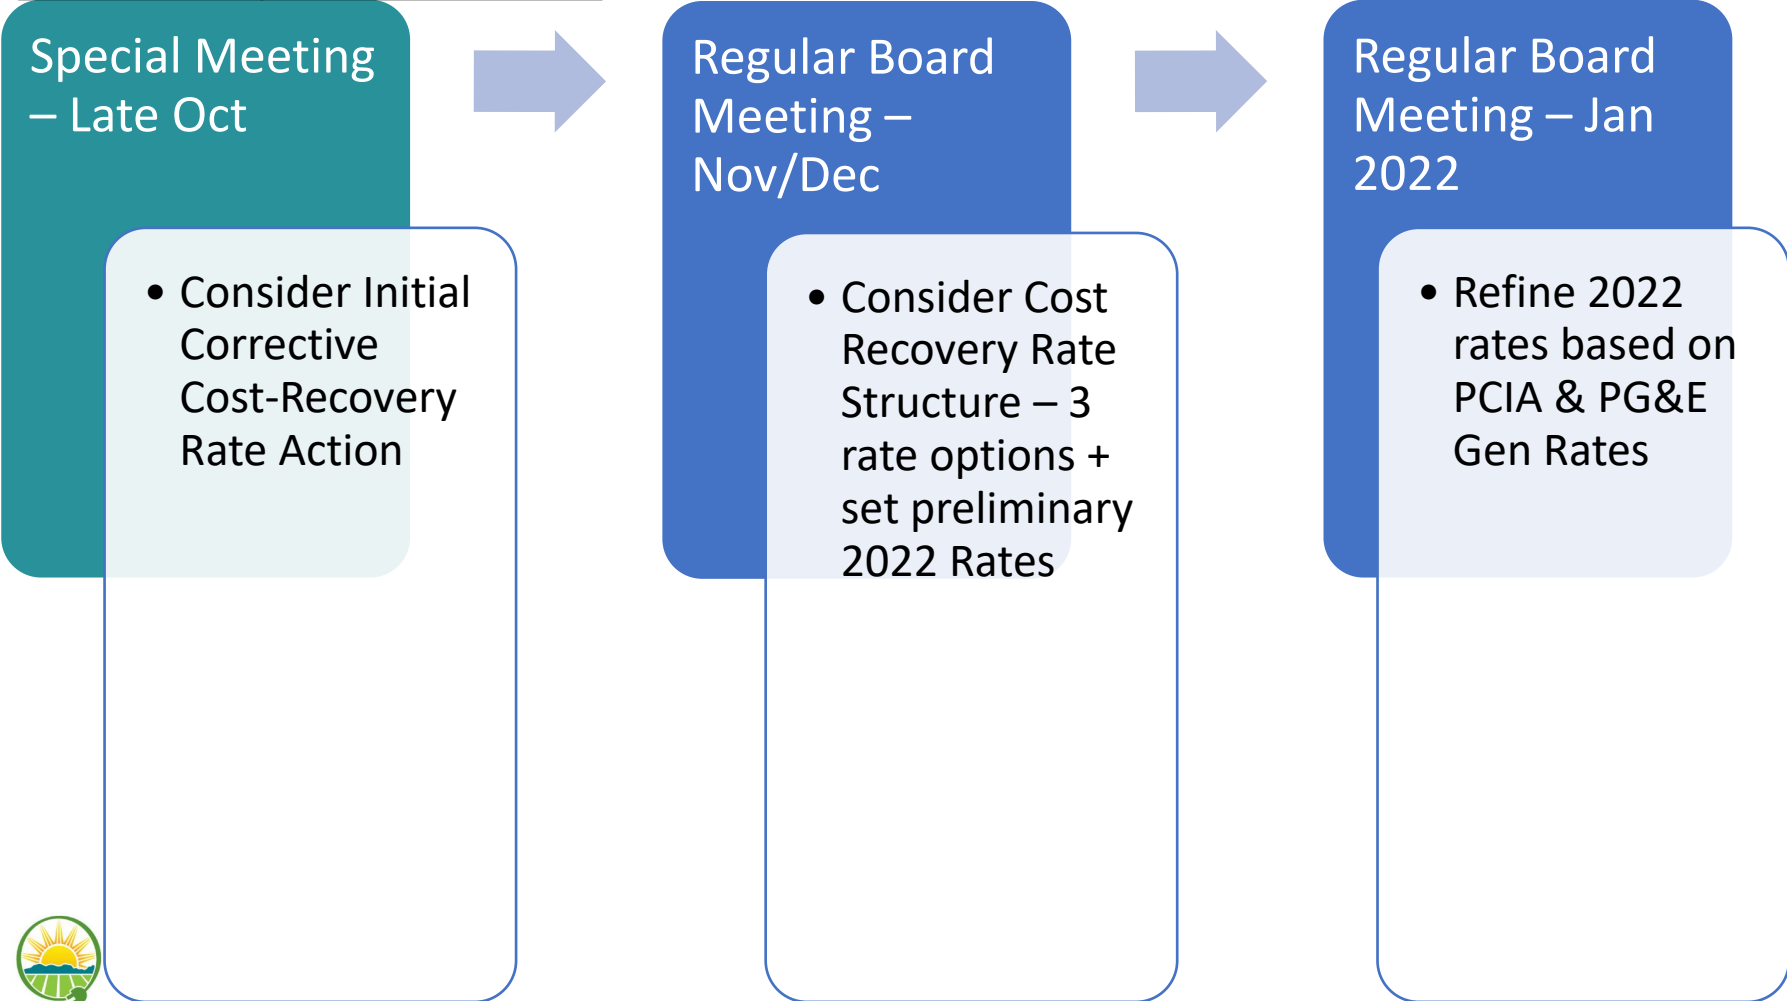 Special Meeting
– Late Oct
• Consider Initial
Corrective
Cost-Recovery
Rate Action
Regular Board
Meeting –
Nov/Dec
• Consider Cost
Recovery Rate
Structure – 3
rate options +
set preliminary
2022 Rates
Regular Board
Meeting – Jan
2022
• Refine 2022
rates based on
PCIA & PG&E
Gen Rates